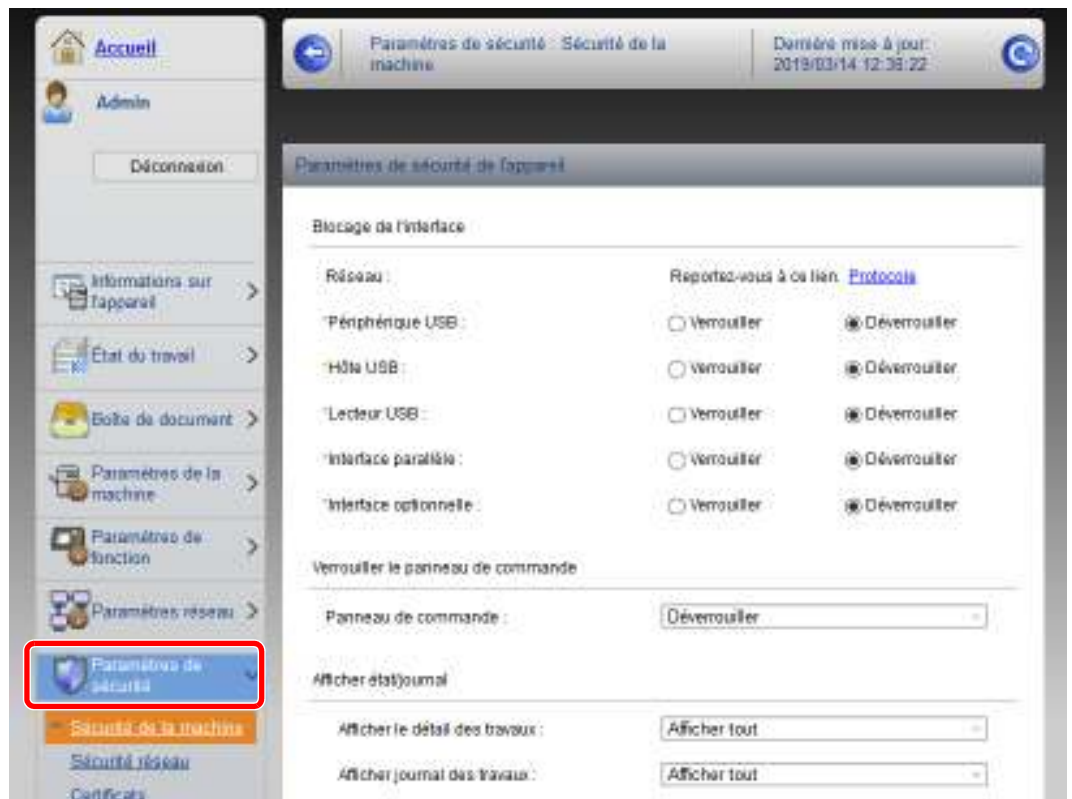 Accueil
Admin
Déconnexion
Informations sur
l'appareil
État du travail
Boîte de document
Paramètres de la
machine
Paramètres de
fonction
Paramètres réseau
Paramètres de
sécurité
Sécurité de la machine
Sécurité réseau
Certificats
Paramètres de sécurité : Sécurité de la
machine
Dernière mise à jour:
2019/03/14 12:36:22
Paramètres de sécurité de l'appareil
Blocage de l'interface
Réseau :
Reportez-vous à ce lien. Protocole
*Périphérique USB :
Verrouiller
Déverrouiller
*Hôte USB :
Verrouiller
Déverrouiller
*Lecteur USB :
Verrouiller
Déverrouiller
*Interface parallèle :
Verrouiller
Déverrouiller
*Interface optionnelle :
Verrouiller
Déverrouiller
Verrouiller le panneau de commande
Panneau de commande :
Déverrouiller
Afficher état/journal
Afficher le détail des travaux :
Afficher tout
Afficher journal des travaux :
Afficher tout